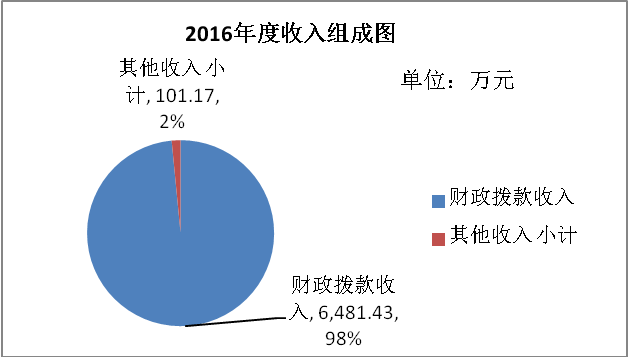 2016年度收入组成图
其他收入小
计, 101.17,
2%
单位：万元
财政拨款收入
其他收入小计
财政拨款收
入, 6,481.43,
98%